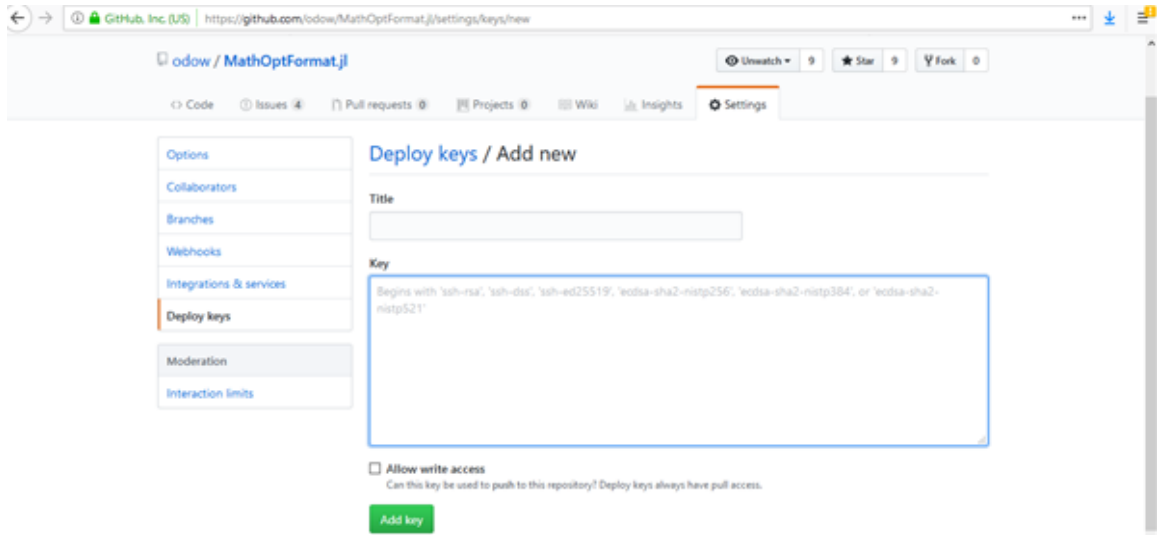 GitHub, Inc. (US) https://github.com/odow/MathOptFormat.jl/settings/keys/new
odow / MathOptFormat.jl
Unwatch 9 Star 9 Fork 0
Code Issues 4 Pull requests 0 Projects 0 Wiki Insights Settings
Options
Collaborators
Branches
Webhooks
Integrations & services
Deploy keys
Moderation
Interaction limits
Deploy keys / Add new
Title
Key
Begins with 'ssh-rsa', 'ssh-dss', 'ssh-ed25519', 'ecdsa-sha2-nistp256', 'ecdsa-sha2-nistp384', or 'ecdsa-sha2-
nistp521'
Allow write access
Can this key be used to push to this repository? Deploy keys always have pull access.
Add key